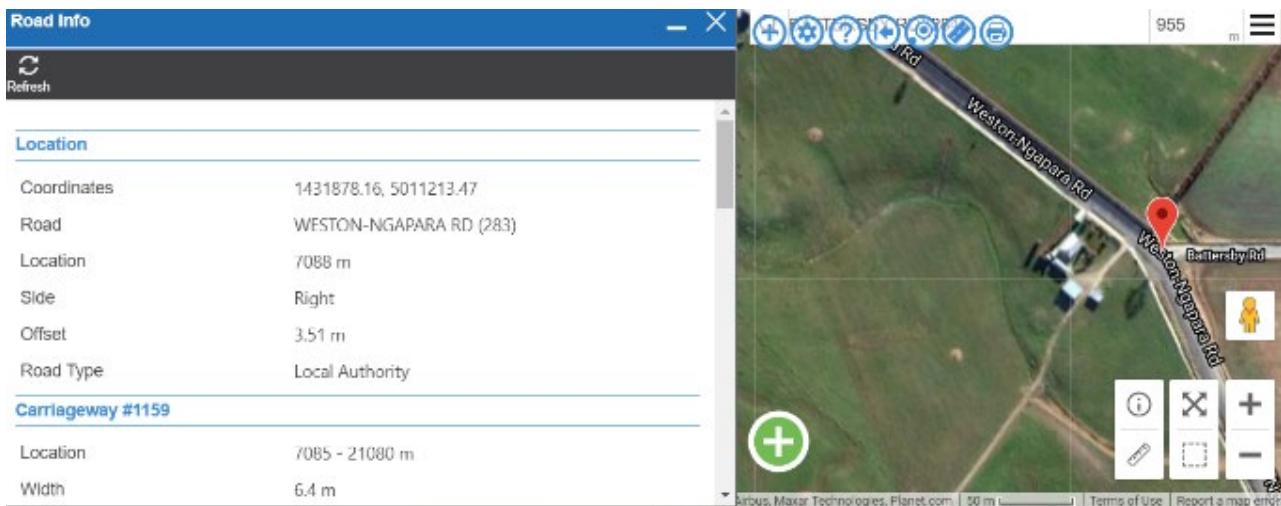 Road Info
Refresh
Location
Coordinates 1431878.16, 5011213.47
Road WESTON-NGAPARA RD (283)
Location 7088 m
Side Right
Offset 3.51 m
Road Type Local Authority
Carriageway #1159
Location 7085 - 21080 m
Width 6.4 m
955 m
Rd
Weston-Ngapara Rd
Weston-Ngapara Rd
Battersby Rd
Airbus, Maxar Technologies, Planet.com 50 m Terms of Use Report a map error